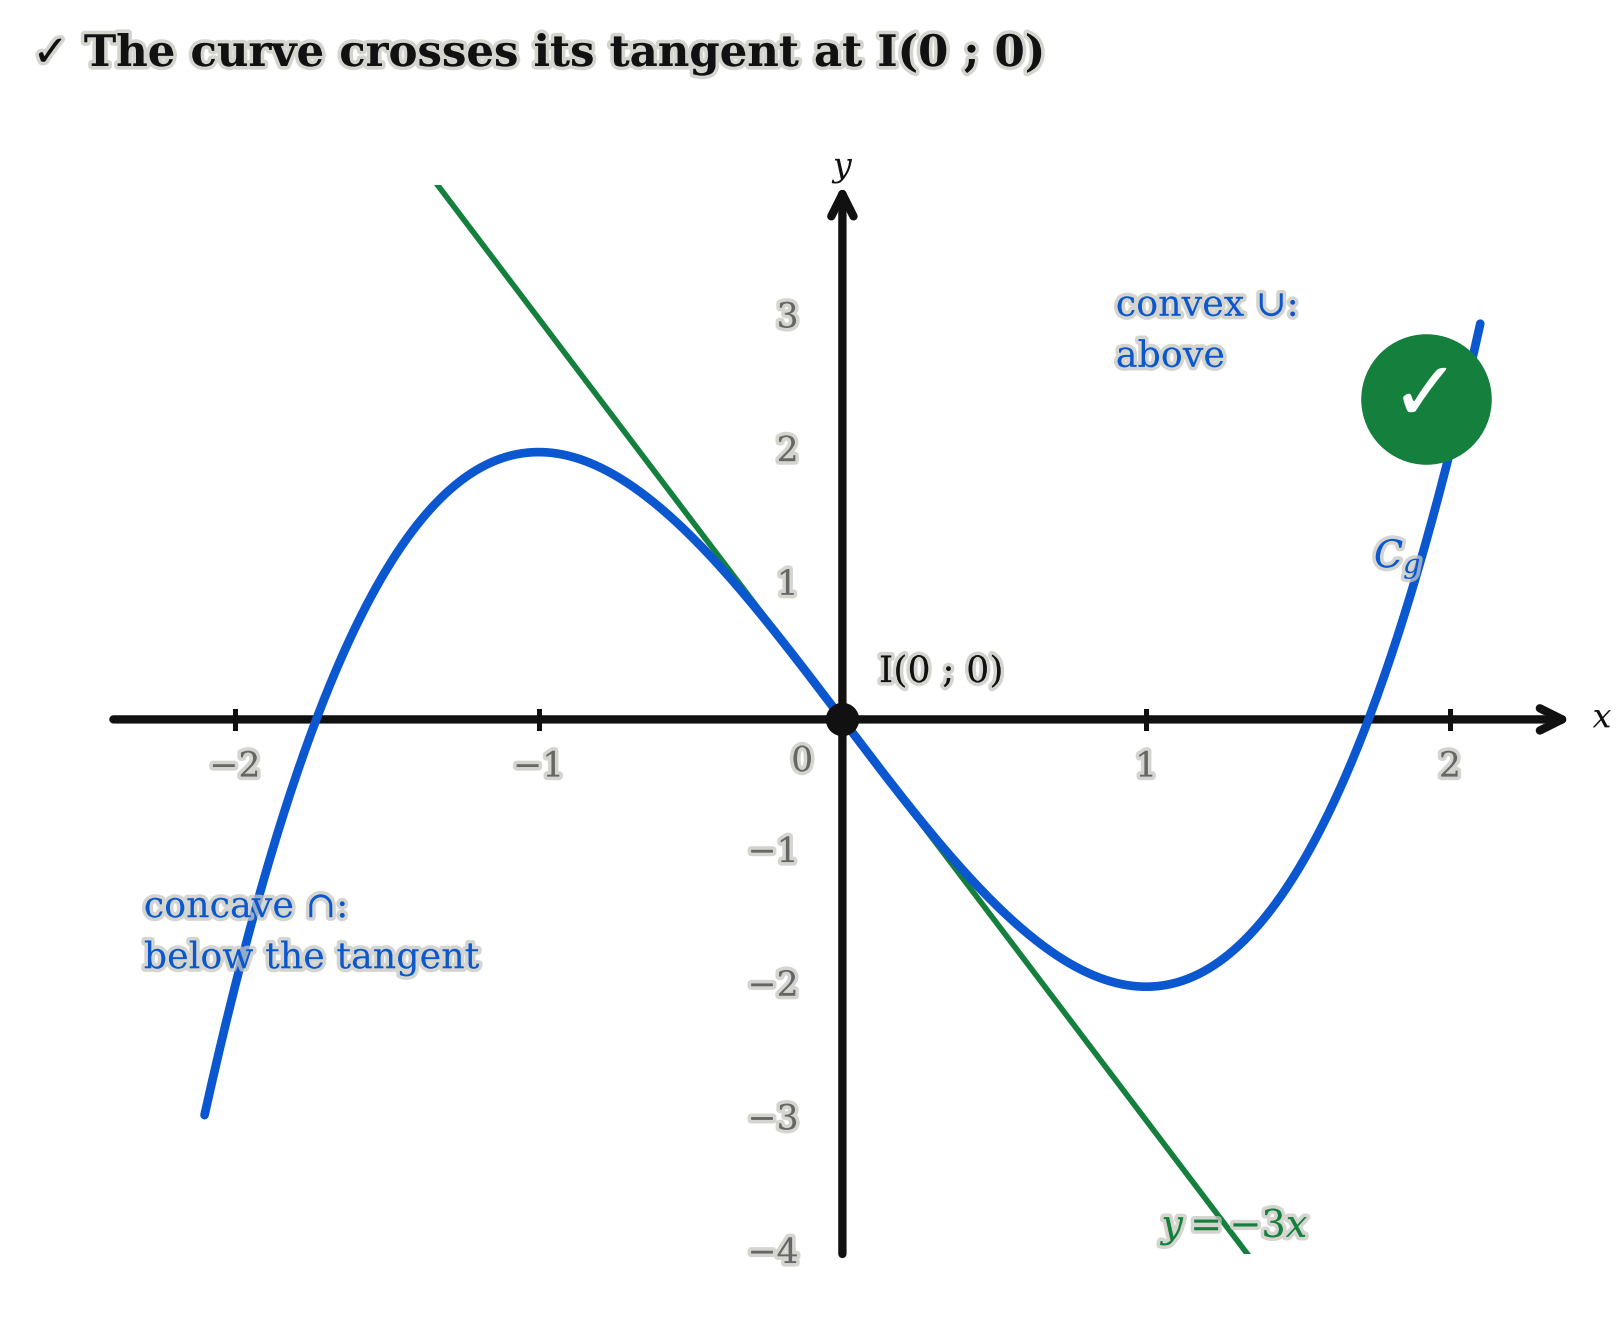 ✓ The curve crosses its tangent at I(0 ; 0)
y
convex ∪:
above
3
✓
2
C_g
1
I(0 ; 0)
x
−2
−1
0
1
2
−1
concave ∩:
below the tangent
−2
−3
y = −3x
−4